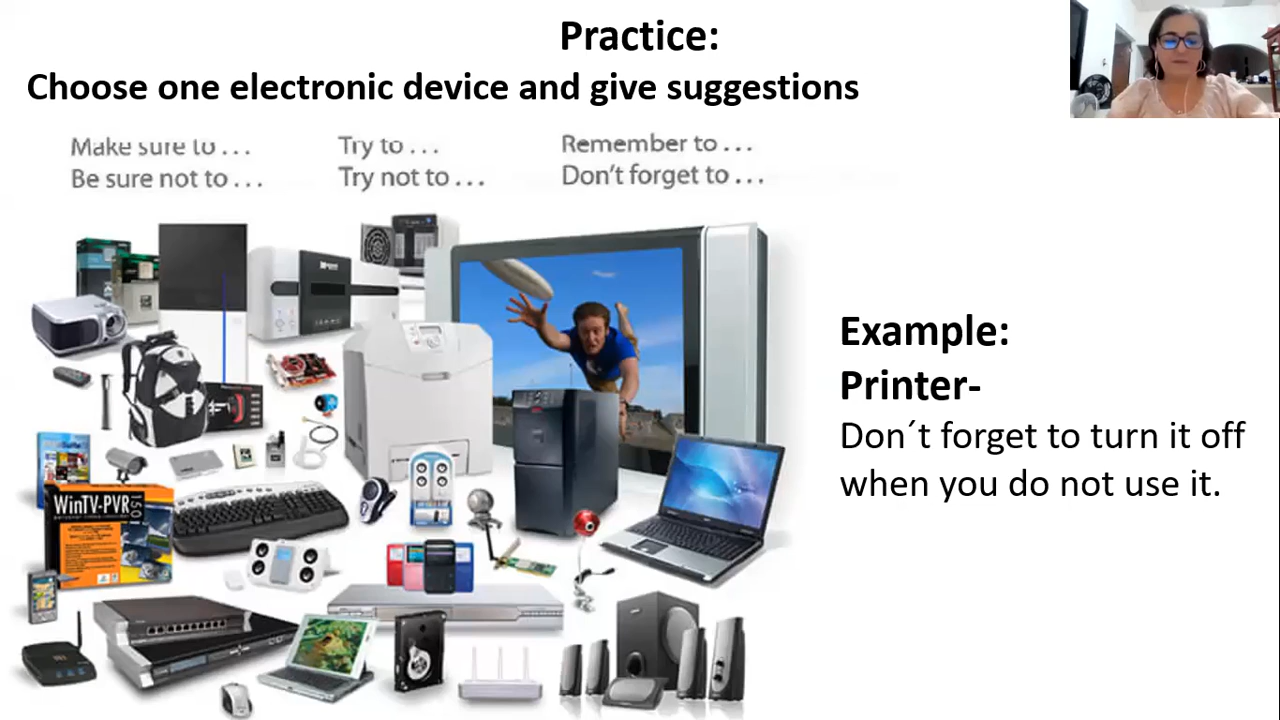 Practice:
Choose one electronic device and give suggestions
Make sure to . . .
Try to . . .
Remember to . . .
Be sure not to . . .
Try not to . . .
Don't forget to . . .
Example:
Printer-
Don´t forget to turn it off
when you do not use it.
WinTV-PVR
150